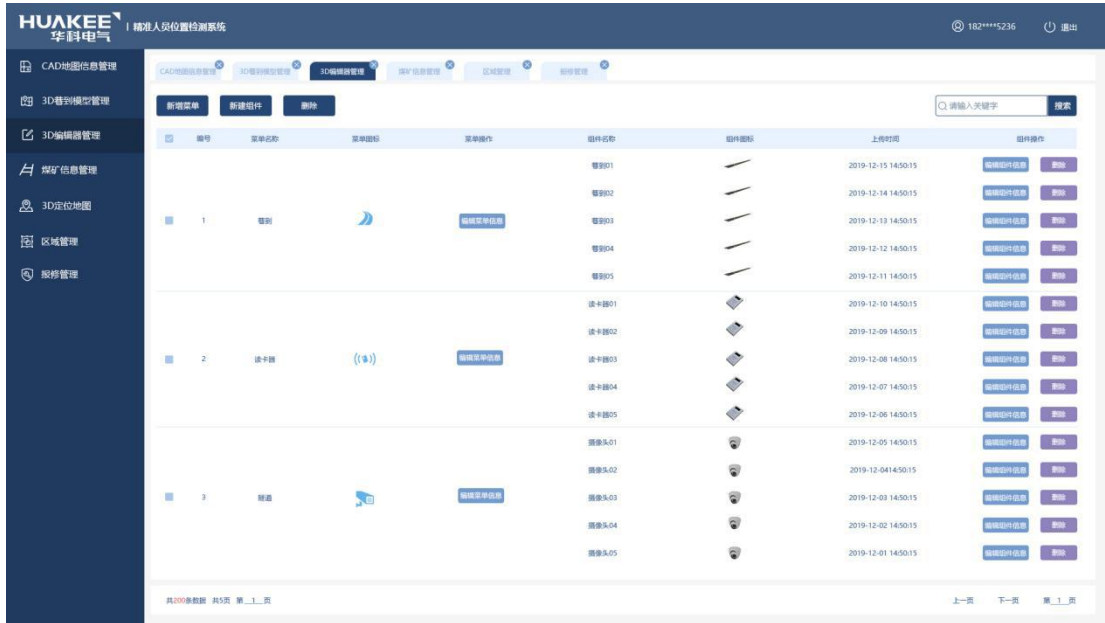 HUAKEE 华科电气 | 精准人员位置检测系统 182****5236 退出
CAD地图信息管理
3D巷到模型管理
3D编辑器管理
煤矿信息管理
3D定位地图
区域管理
报修管理
CAD地图信息管理 3D巷到模型管理 3D编辑器管理 煤矿信息管理 区域管理 报修管理
新增菜单 新建组件 删除 请输入关键字 搜索
编号 菜单名称 菜单图标 菜单操作 组件名称 组件图标 上传时间 组件操作
巷到01 2019-12-15 14:50:15 编辑组件信息 删除
巷到02 2019-12-14 14:50:15 编辑组件信息 删除
1 巷到 编辑菜单信息 巷到03 2019-12-13 14:50:15 编辑组件信息 删除
巷到04 2019-12-12 14:50:15 编辑组件信息 删除
巷到05 2019-12-11 14:50:15 编辑组件信息 删除
读卡器01 2019-12-10 14:50:15 编辑组件信息 删除
读卡器02 2019-12-09 14:50:15 编辑组件信息 删除
2 读卡器 编辑菜单信息 读卡器03 2019-12-08 14:50:15 编辑组件信息 删除
读卡器04 2019-12-07 14:50:15 编辑组件信息 删除
读卡器05 2019-12-06 14:50:15 编辑组件信息 删除
摄像头01 2019-12-05 14:50:15 编辑组件信息 删除
摄像头02 2019-12-0414:50:15 编辑组件信息 删除
3 隧道 编辑菜单信息 摄像头03 2019-12-03 14:50:15 编辑组件信息 删除
摄像头04 2019-12-02 14:50:15 编辑组件信息 删除
摄像头05 2019-12-01 14:50:15 编辑组件信息 删除
共200条数据 共5页 第 1 页 上一页 下一页 第 1 页